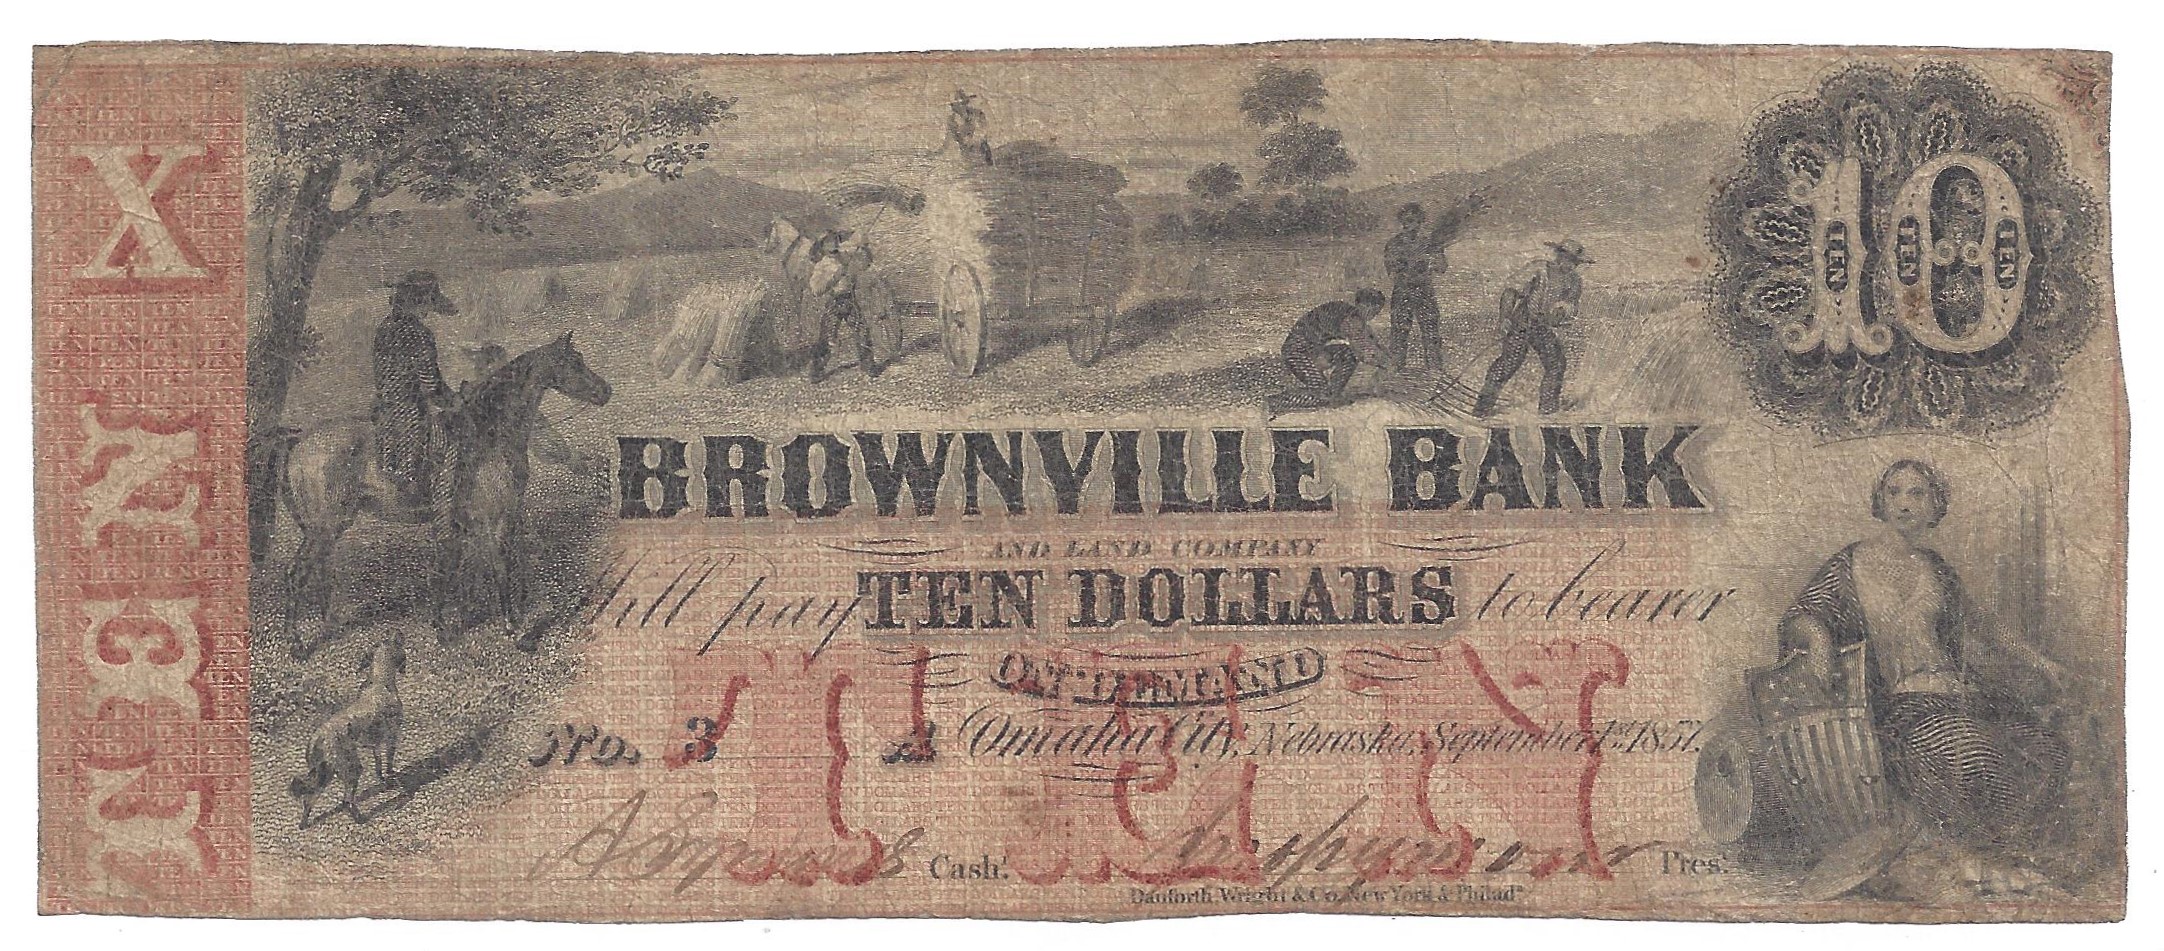 X
TEN
10
TEN TEN TEN
BROWNVILLE BANK
AND LAND COMPANY
Will pay TEN DOLLARS to bearer
ON DEMAND
TEN
No. 3 A Omaha City, Nebraska, September 1st 1857.
Cash.r Pres.t
Danforth, Wright & Co. New York & Philad.a